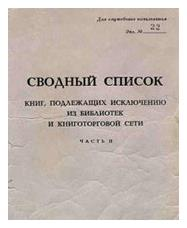 Для служебного пользования
Экз. № 22
СВОДНЫЙ СПИСОК
КНИГ, ПОДЛЕЖАЩИХ ИСКЛЮЧЕНИЮ
ИЗ БИБЛИОТЕК
И КНИГОТОРГОВОЙ СЕТИ
ЧАСТЬ II